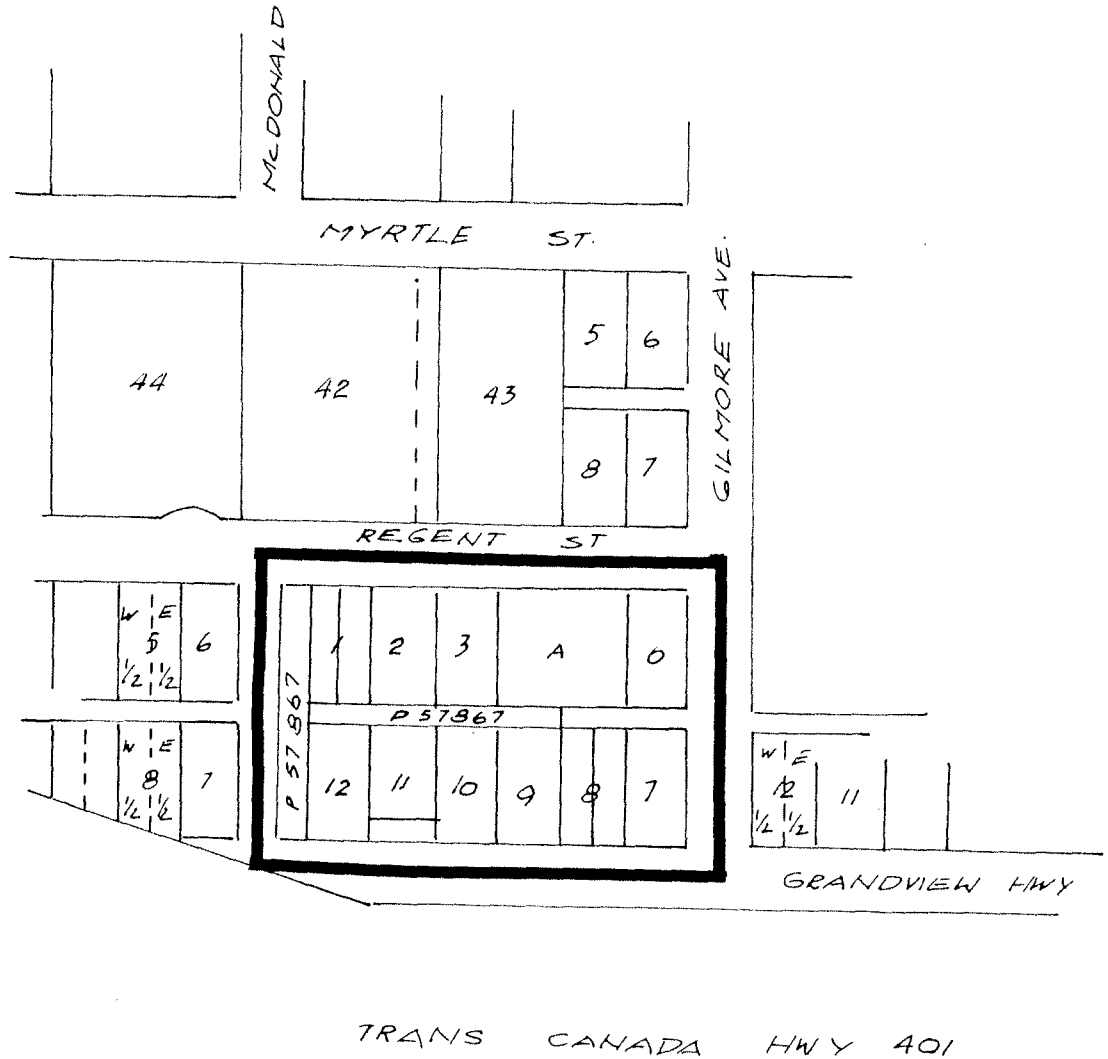 McDONALD
MYRTLE ST.
GILMORE AVE.
44
42
43
5
6
8
7
REGENT ST
W E
5
1/2 1/2
6
1
2
3
A
O
P 57867
P 57867
W E
8
1/2 1/2
7
12
11
10
9
8
7
W E
12
1/2 1/2
11
GRANDVIEW HWY
TRANS CANADA HWY 401